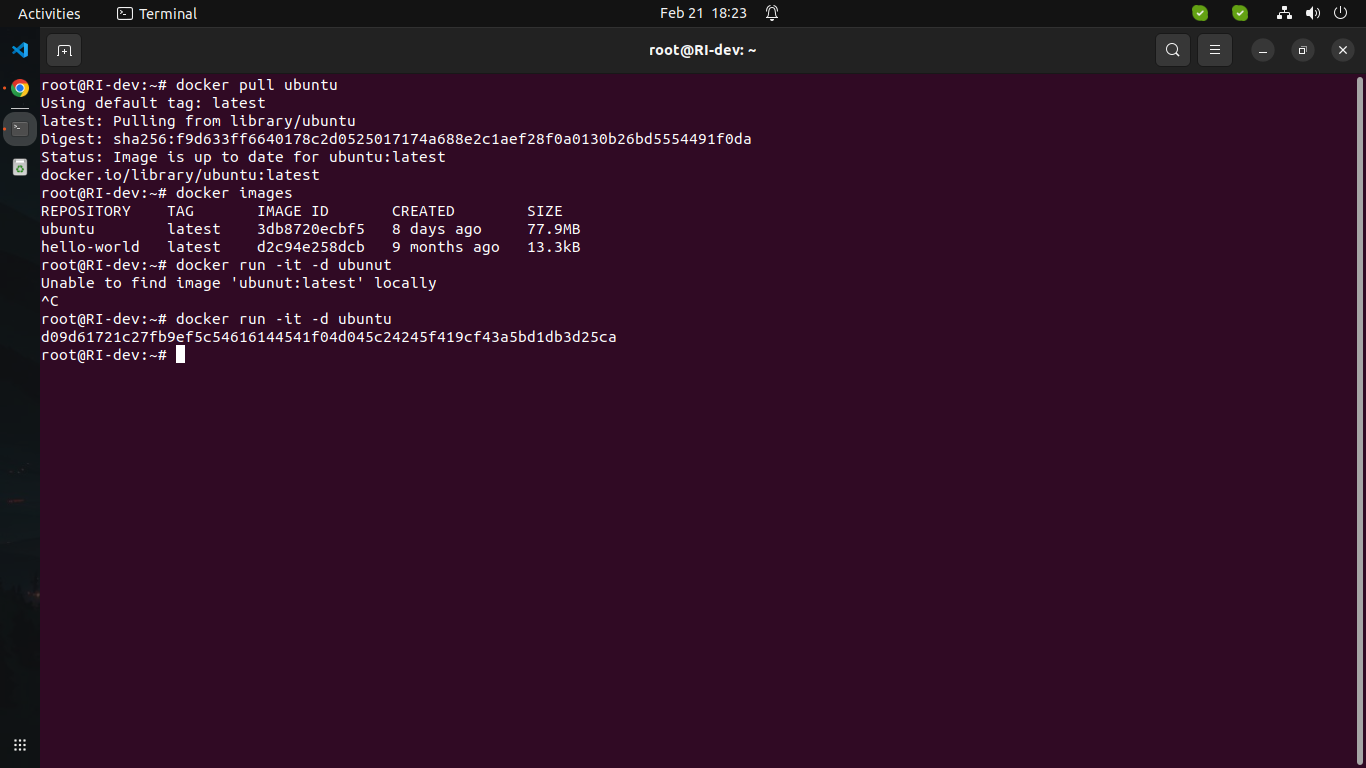 Activities
Terminal
Feb 21 18:23
root@RI-dev: ~
root@RI-dev:~# docker pull ubuntu
Using default tag: latest
latest: Pulling from library/ubuntu
Digest: sha256:f9d633ff6640178c2d0525017174a688e2c1aef28f0a0130b26bd5554491f0da
Status: Image is up to date for ubuntu:latest
docker.io/library/ubuntu:latest
root@RI-dev:~# docker images
REPOSITORY    TAG       IMAGE ID       CREATED        SIZE
ubuntu        latest    3db8720ecbf5   8 days ago     77.9MB
hello-world   latest    d2c94e258dcb   9 months ago   13.3kB
root@RI-dev:~# docker run -it -d ubunut
Unable to find image 'ubunut:latest' locally
^C
root@RI-dev:~# docker run -it -d ubuntu
d09d61721c27fb9ef5c54616144541f04d045c24245f419cf43a5bd1db3d25ca
root@RI-dev:~#